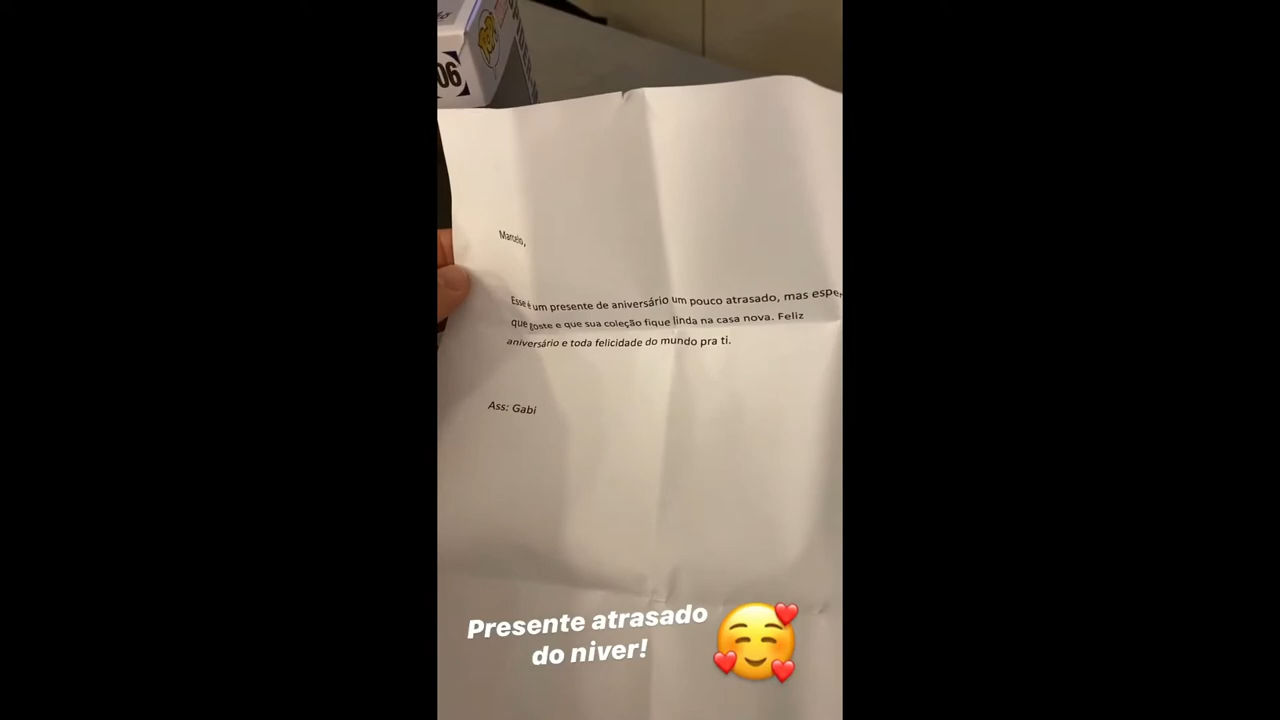 06
Marcelo,
Esse é um presente de aniversário um pouco atrasado, mas esper
que goste e que sua coleção fique linda na casa nova. Feliz
aniversário e toda felicidade do mundo pra ti.
Ass: Gabi
Presente atrasado
do niver!